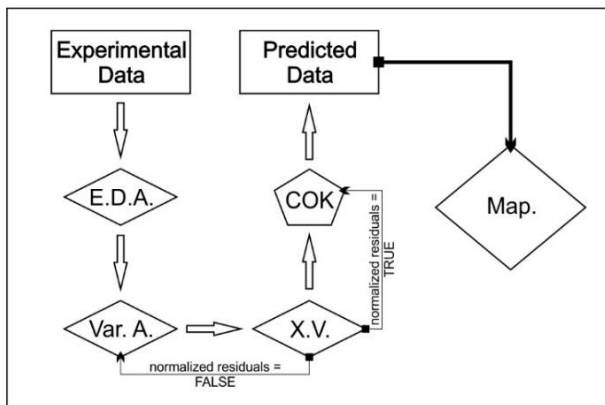 Experimental
Data
Predicted
Data
E.D.A.
COK
Map.
normalized residuals =
TRUE
Var. A.
X.V.
normalized residuals =
FALSE